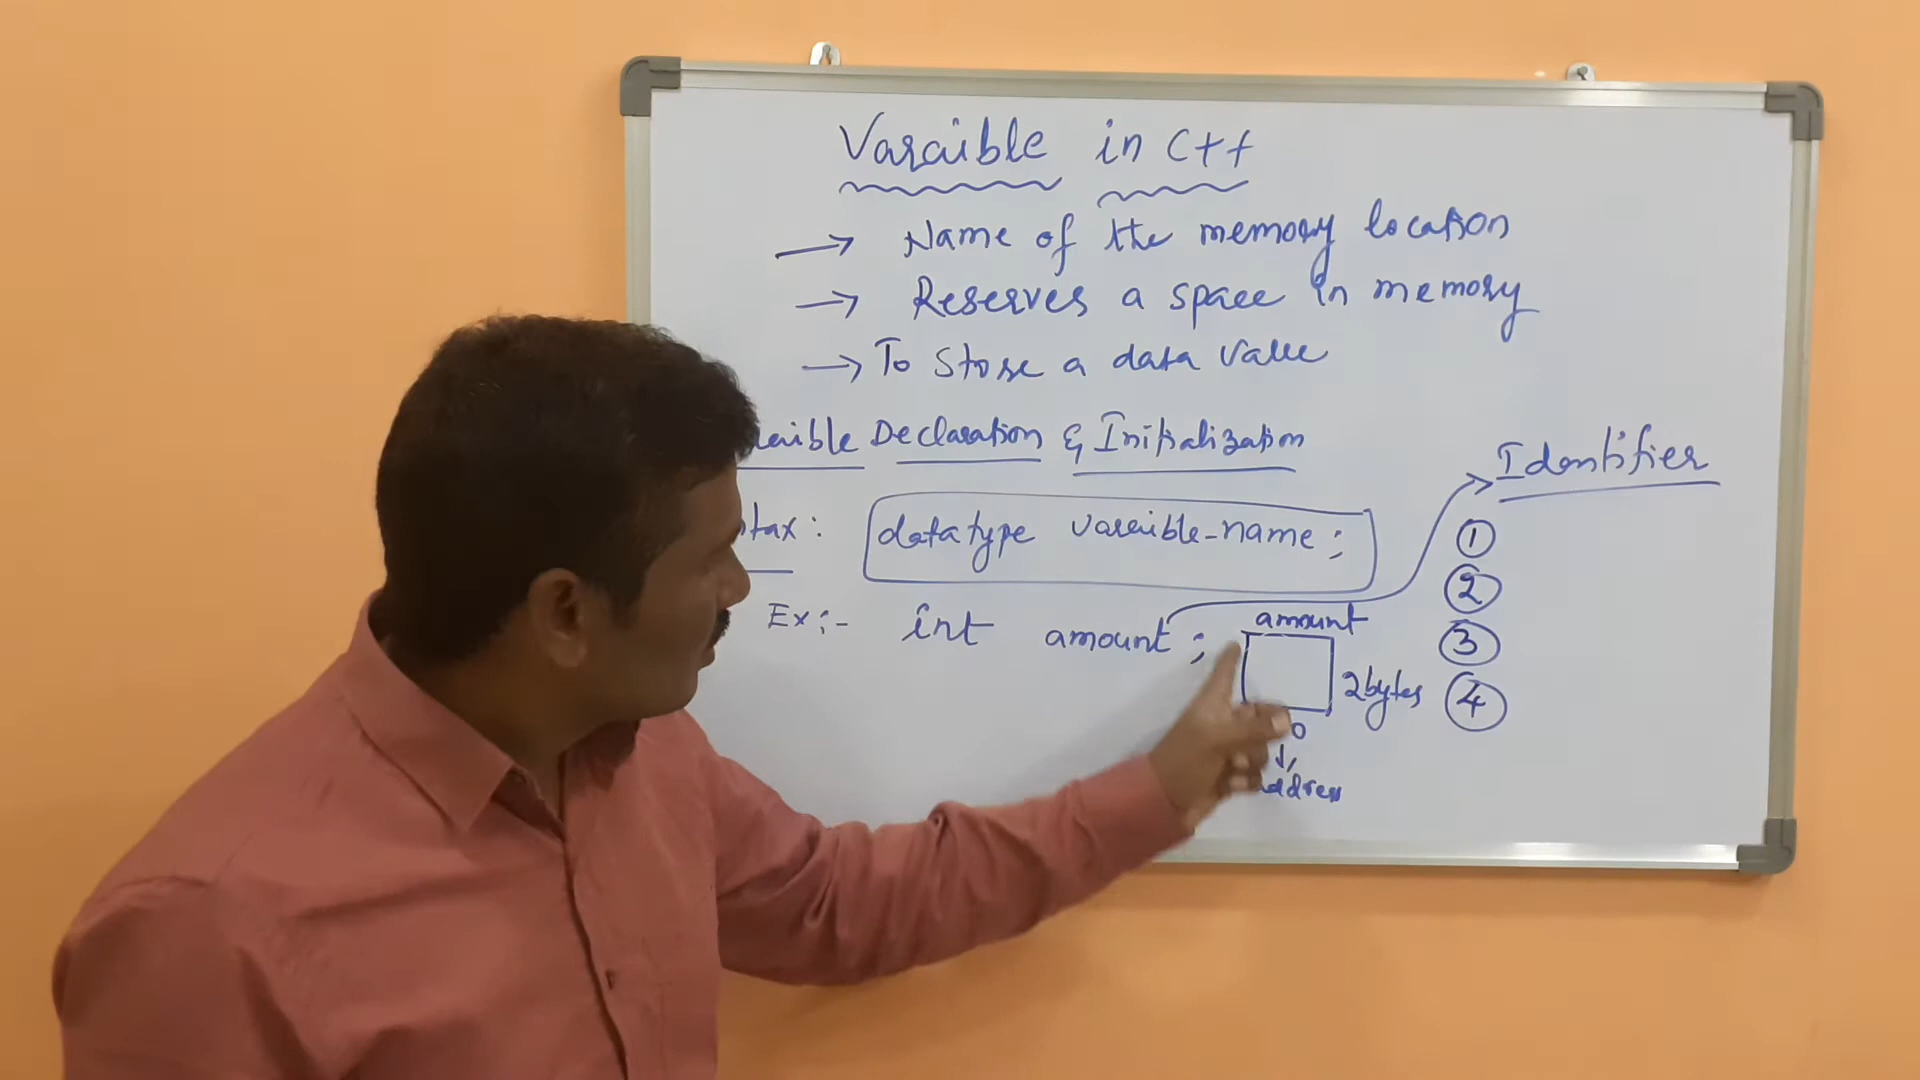 Varaible in C++
→ Name of the memory location
→ Reserves a space in memory
→ To Store a data Value
Declaration & Initialization
Identifier
datatype varaible-name;
Ex:- int amount;
amount
2bytes
①
②
③
④